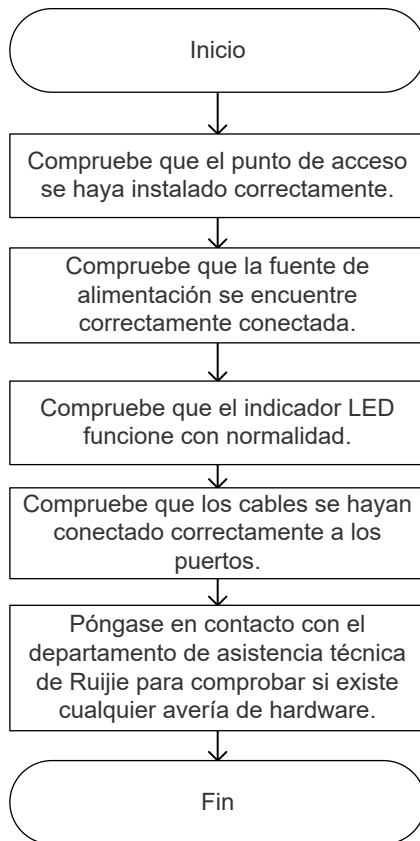 Inicio
Compruebe que el punto de acceso
se haya instalado correctamente.
Compruebe que la fuente de
alimentación se encuentre
correctamente conectada.
Compruebe que el indicador LED
funcione con normalidad.
Compruebe que los cables se hayan
conectado correctamente a los
puertos.
Póngase en contacto con el
departamento de asistencia técnica
de Ruijie para comprobar si existe
cualquier avería de hardware.
Fin